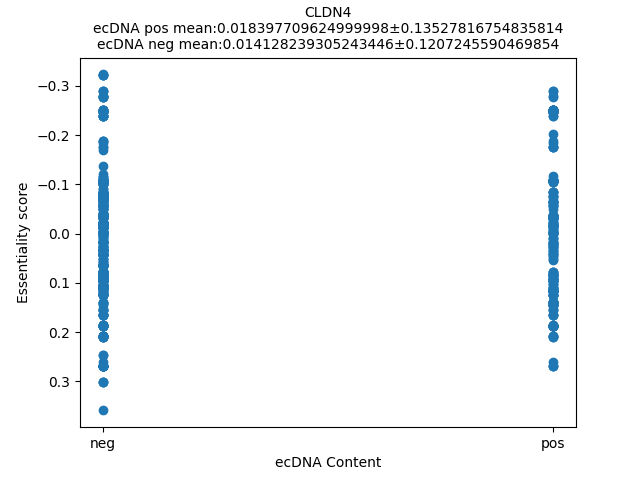 CLDN4
ecDNA pos mean:0.018397709624999998±0.13527816754835814
ecDNA neg mean:0.014128239305243446±0.1207245590469854
−0.3
−0.2
−0.1
0.0
0.1
0.2
0.3
Essentiality score
neg
pos
ecDNA Content